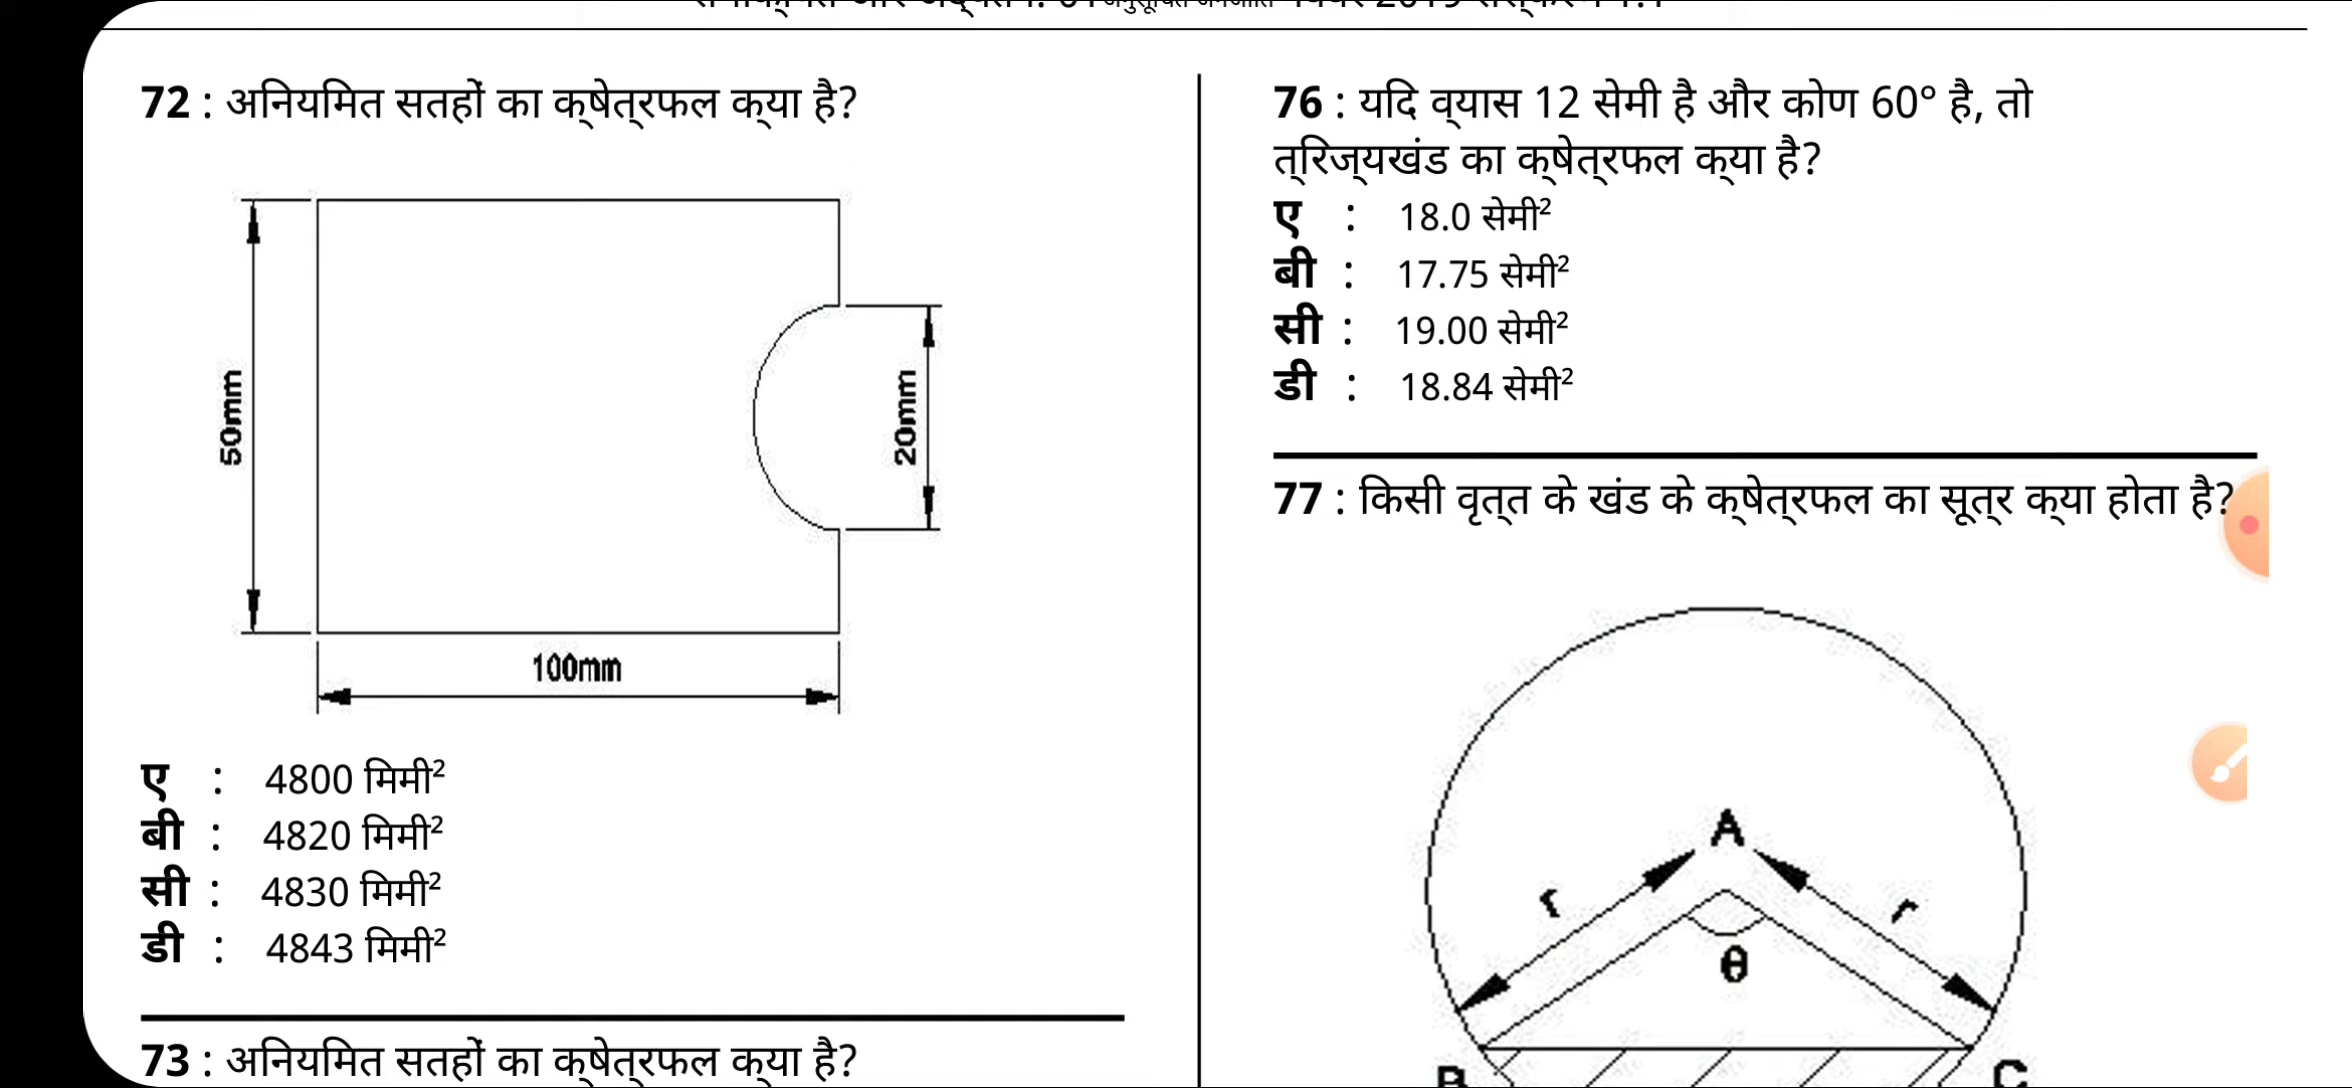 72 : अनियमित सतहों का क्षेत्रफल क्या है?
50mm
20mm
100mm
ए : 4800 मिमी²
बी : 4820 मिमी²
सी : 4830 मिमी²
डी : 4843 मिमी²
73 : अनियमित सतहों का क्षेत्रफल क्या है?
76 : यदि व्यास 12 सेमी है और कोण 60° है, तो
त्रिज्यखंड का क्षेत्रफल क्या है?
ए : 18.0 सेमी²
बी : 17.75 सेमी²
सी : 19.00 सेमी²
डी : 18.84 सेमी²
77 : किसी वृत्त के खंड के क्षेत्रफल का सूत्र क्या होता है?
A
r r
θ
B C